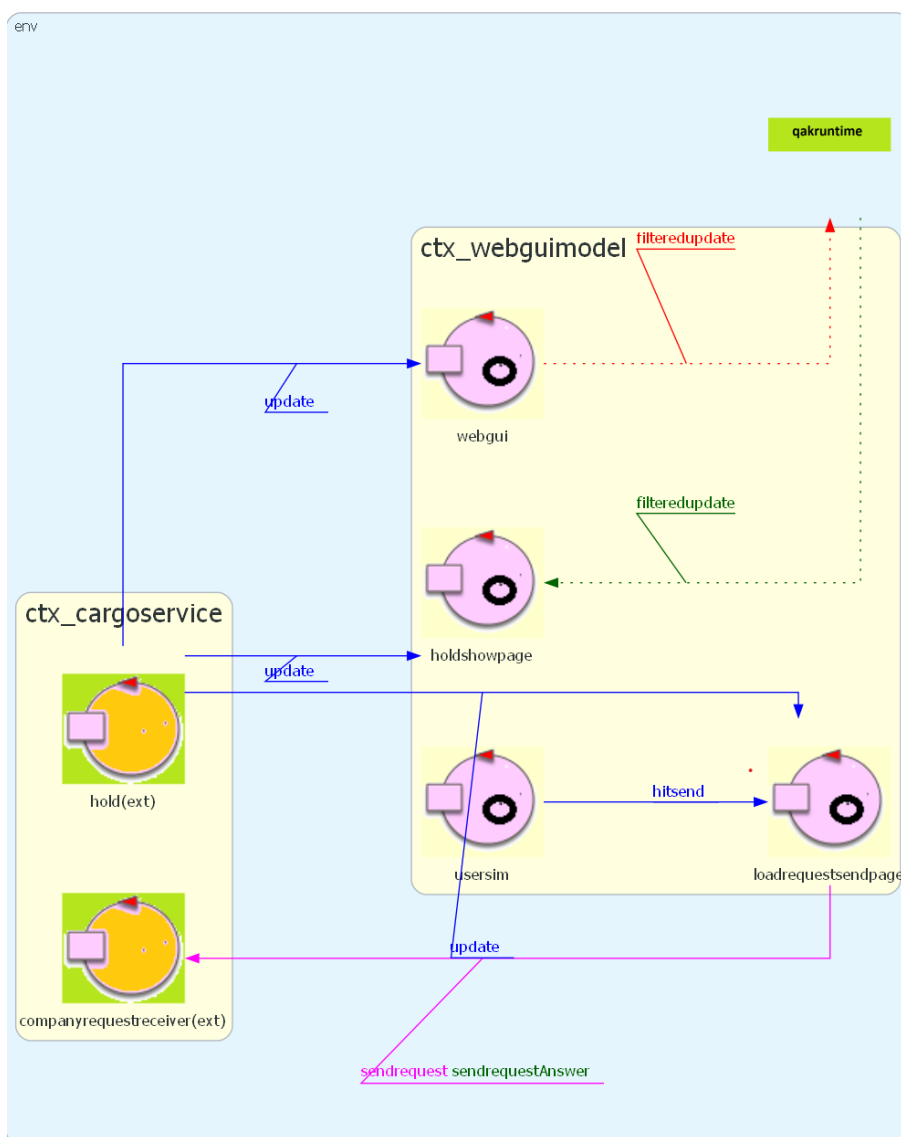 env
qakruntime
ctx_webguimodel
filteredupdate
update
webgui
filteredupdate
ctx_cargoservice
holdshowpage
update
hold(ext)
hitsend
usersim
loadrequestsendpage
update
companyrequestreceiver(ext)
sendrequest sendrequestAnswer